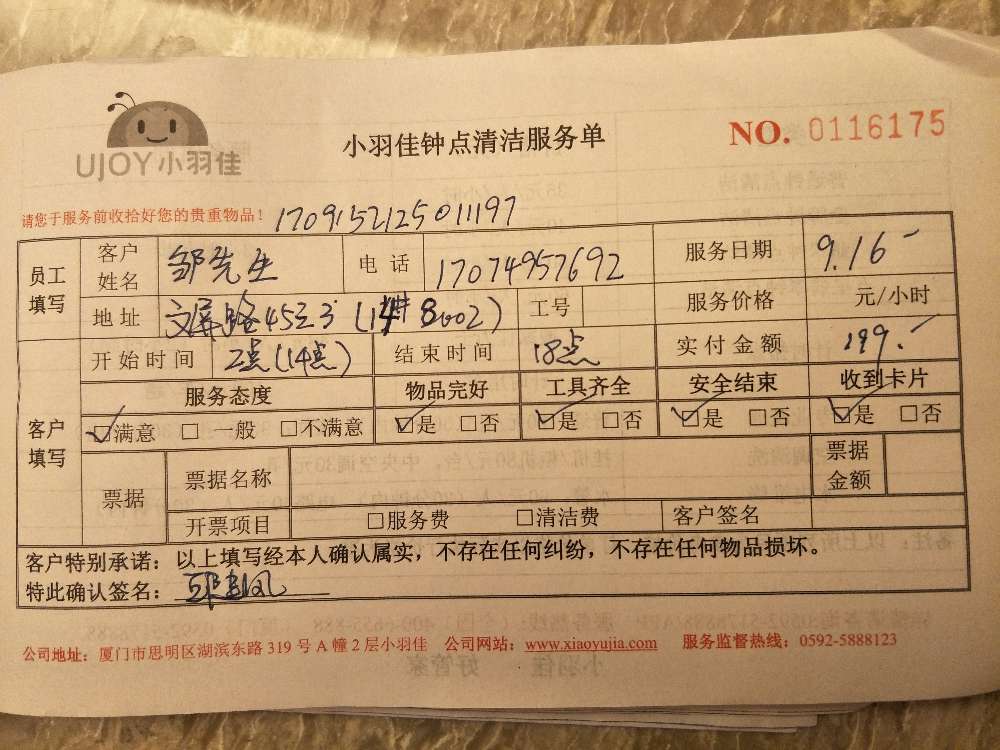 UJOY小羽佳
小羽佳钟点清洁服务单
NO. 0116175
请您于服务前收拾好您的贵重物品！ 170915212501197
员工填写 客户姓名 邹先生 电话 17074957692 服务日期 9.16
地址 文屏路45之3 工号 服务价格 元/小时
客户填写 开始时间 2点(14点) 结束时间 18点 实付金额 199.
服务态度 物品完好 工具齐全 安全结束 收到卡片
☑满意 □一般 □不满意 ☑是 □否 ☑是 □否 ☑是 □否 ☑是 □否
票据 票据名称 票据金额
开票项目 □服务费 □清洁费 客户签名
客户特别承诺：以上填写经本人确认属实，不存在任何纠纷，不存在任何物品损坏。
特此确认签名：
公司地址：厦门市思明区湖滨东路 319 号 A 幢 2 层小羽佳 公司网站：www.xiaoyujia.com 服务监督热线：0592-5888123